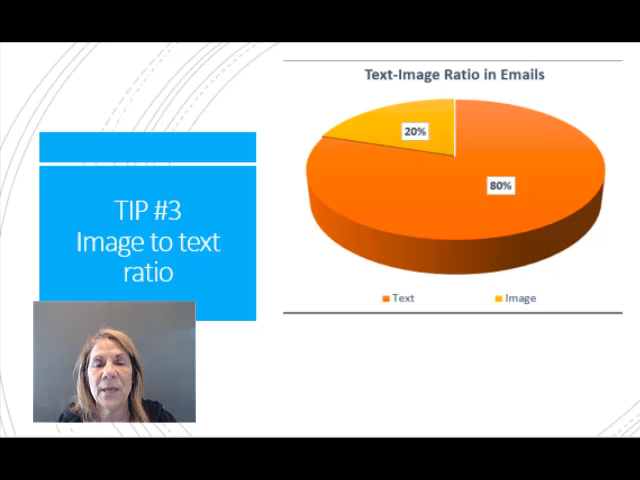 TIP #3
Image to text
ratio
Text-Image Ratio in Emails
20%
80%
Text
Image